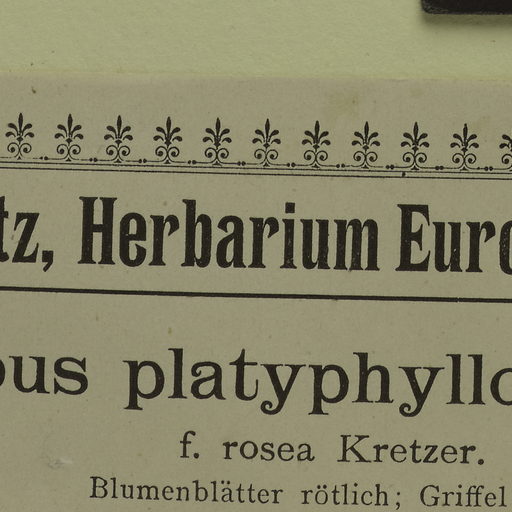 tz, Herbarium Euro
ous platyphyllo
f. rosea Kretzer.
Blumenblätter rötlich; Griffel